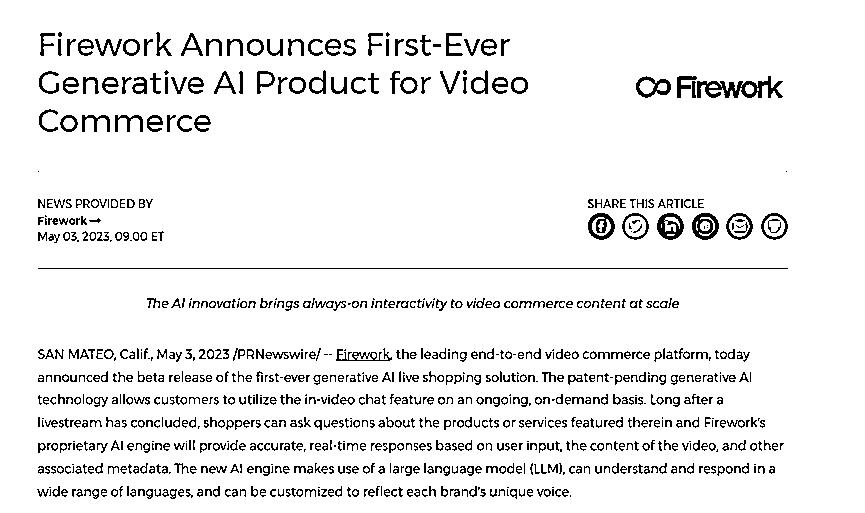 Firework Announces First-Ever
Generative AI Product for Video
Commerce
Firework
NEWS PROVIDED BY
Firework →
May 03, 2023, 09:00 ET
SHARE THIS ARTICLE
The AI innovation brings always-on interactivity to video commerce content at scale
SAN MATEO, Calif., May 3, 2023 /PRNewswire/ -- Firework, the leading end-to-end video commerce platform, today
announced the beta release of the first-ever generative AI live shopping solution. The patent-pending generative AI
technology allows customers to utilize the in-video chat feature on an ongoing, on-demand basis. Long after a
livestream has concluded, shoppers can ask questions about the products or services featured therein and Firework's
proprietary AI engine will provide accurate, real-time responses based on user input, the content of the video, and other
associated metadata. The new AI engine makes use of a large language model (LLM), can understand and respond in a
wide range of languages, and can be customized to reflect each brand's unique voice.